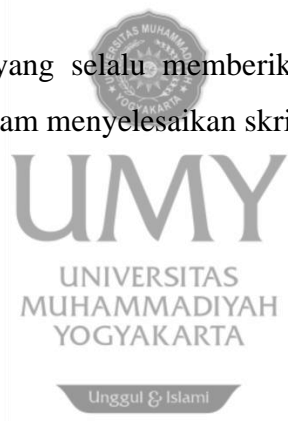 yang selalu memberik
am menyelesaikan skri
UMY
UNIVERSITAS
MUHAMMADIYAH
YOGYAKARTA
Unggul & Islami